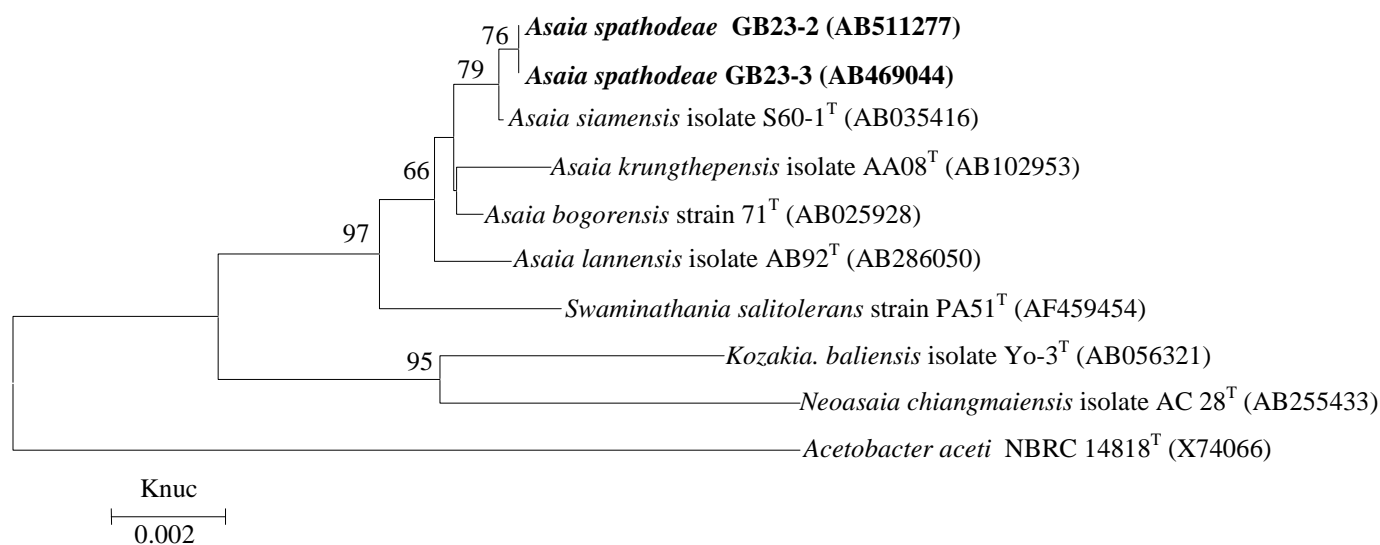 76 Asaia spathodeae GB23-2 (AB511277)
Asaia spathodeae GB23-3 (AB469044)
79
Asaia siamensis isolate S60-1ᵀ (AB035416)
Asaia krungthepensis isolate AA08ᵀ (AB102953)
66
Asaia bogorensis strain 71ᵀ (AB025928)
97
Asaia lannensis isolate AB92ᵀ (AB286050)
Swaminathania salitolerans strain PA51ᵀ (AF459454)
95
Kozakia. baliensis isolate Yo-3ᵀ (AB056321)
Neoasaia chiangmaiensis isolate AC 28ᵀ (AB255433)
Acetobacter aceti NBRC 14818ᵀ (X74066)
Knuc
0.002